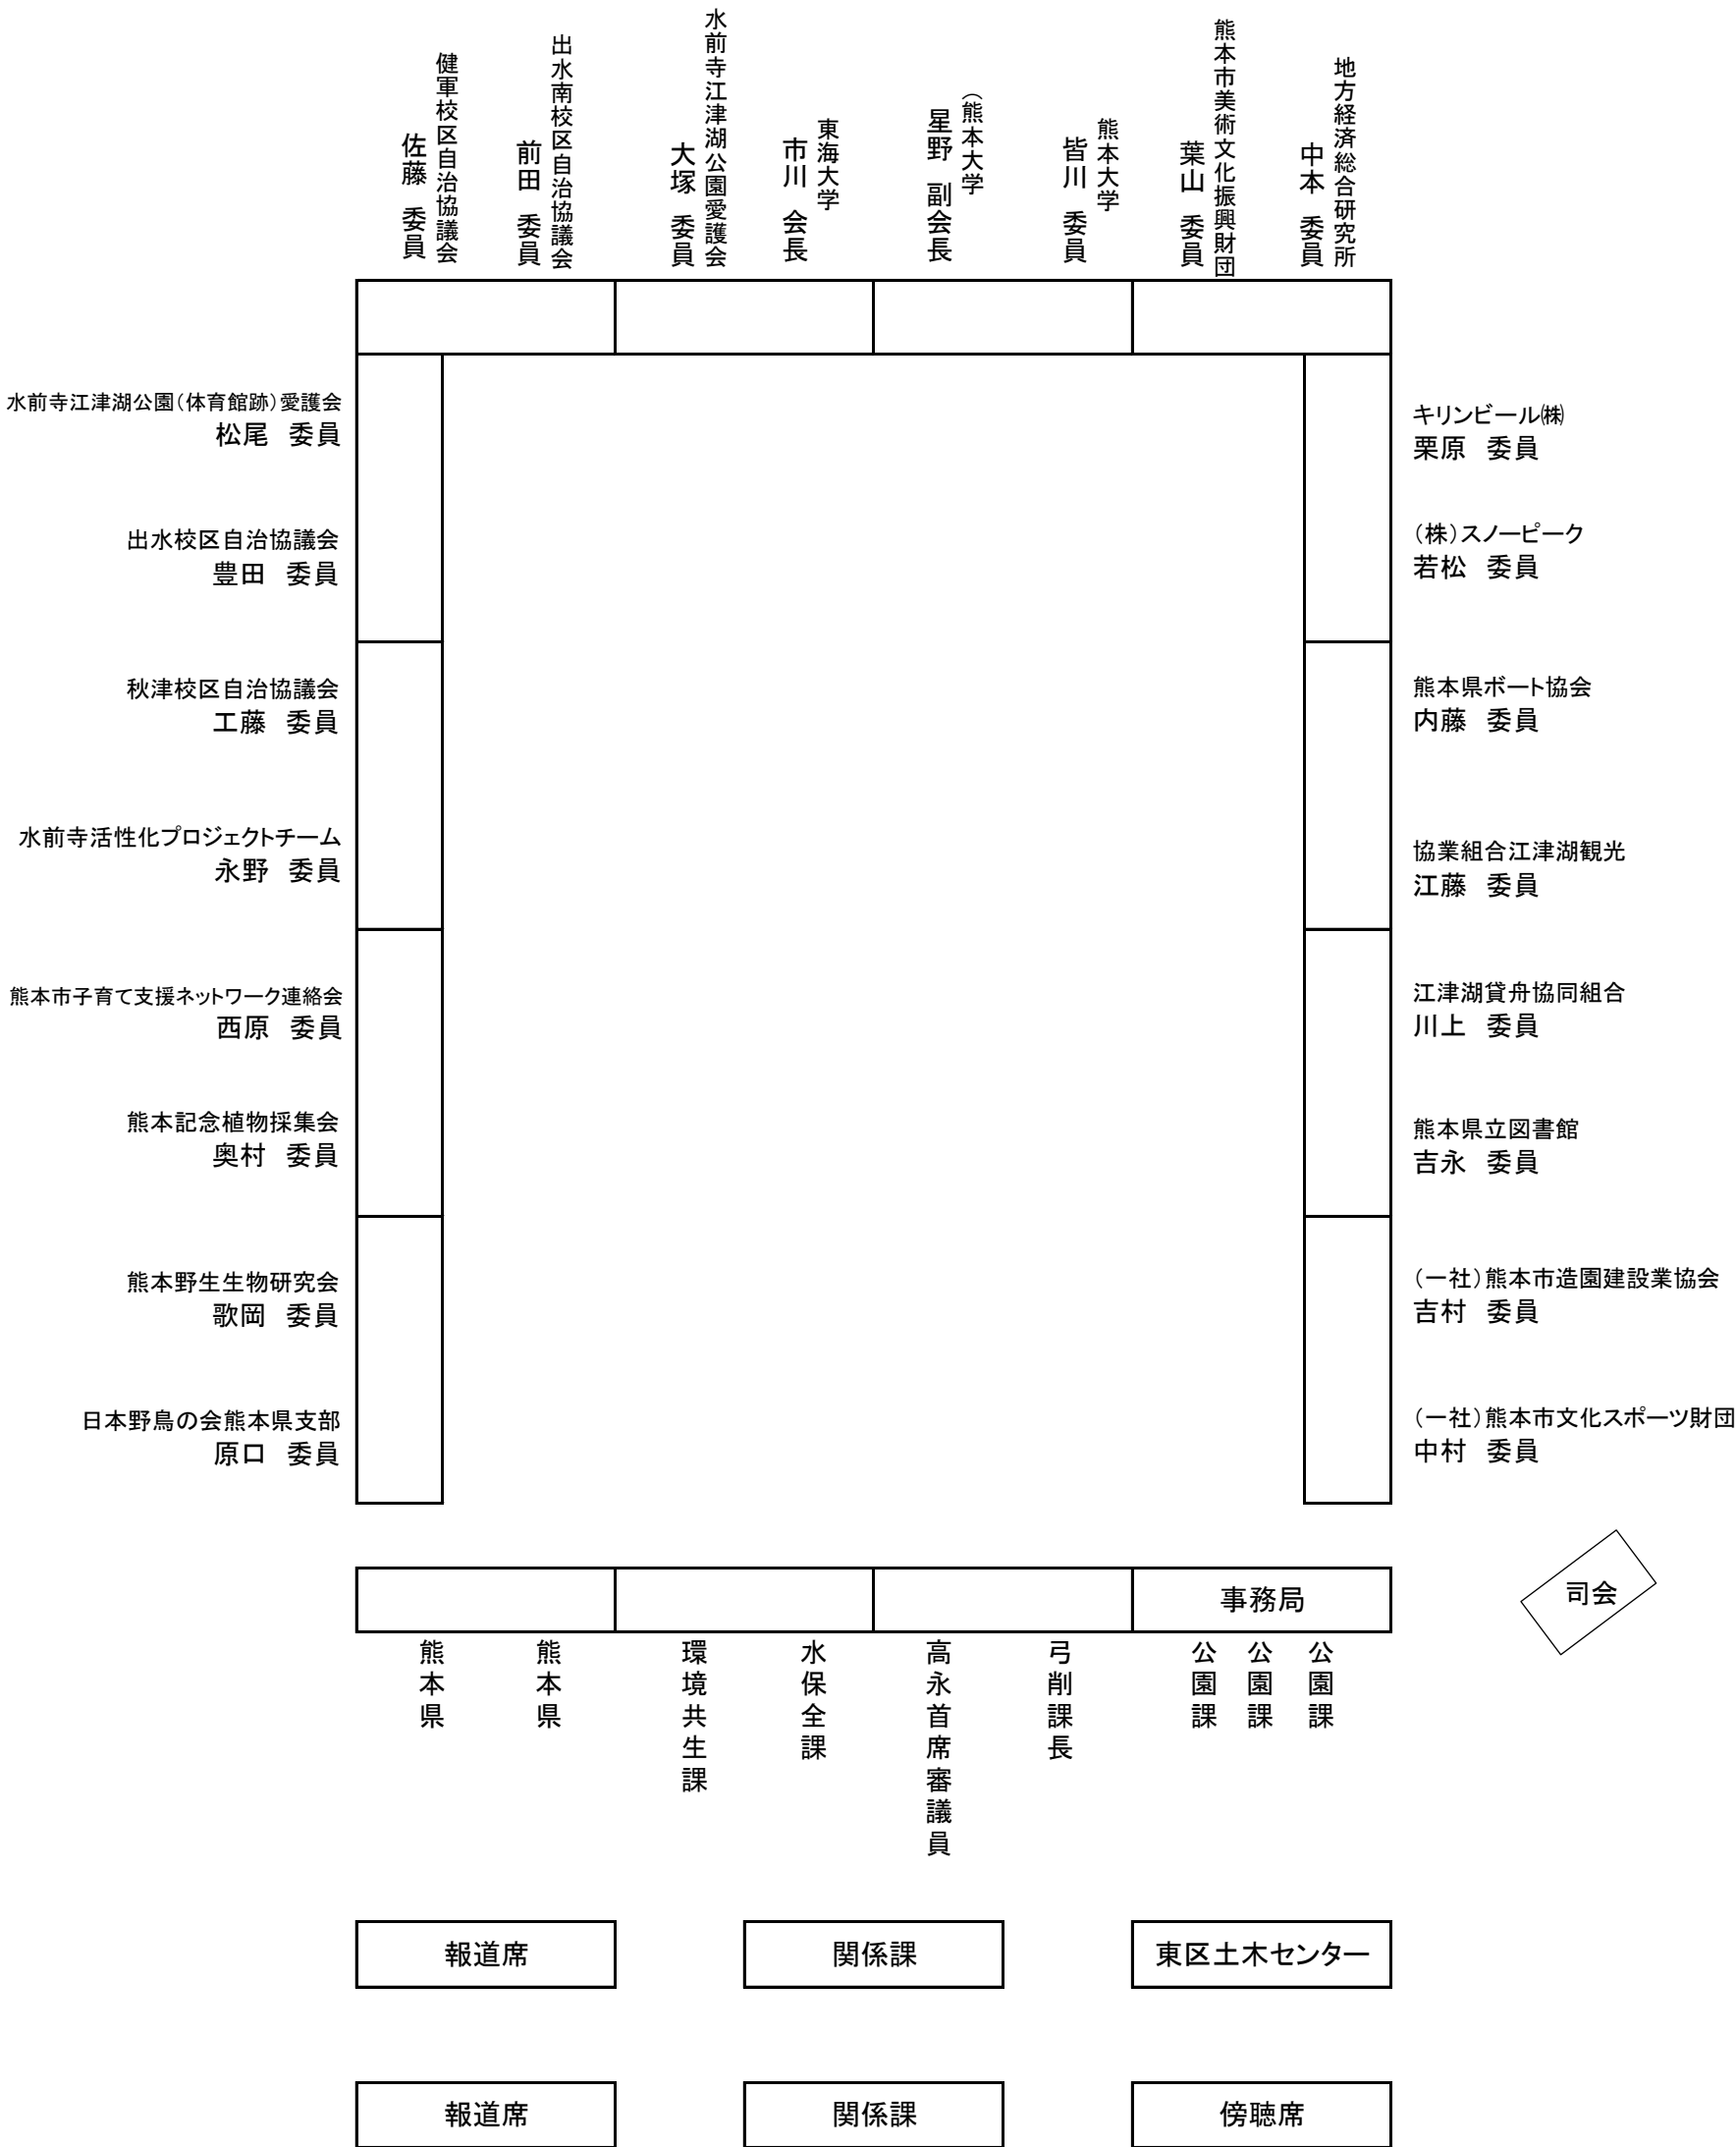 健軍校区自治協議会
佐藤 委員
出水南校区自治協議会
前田 委員
水前寺江津湖公園愛護会
大塚 委員
東海大学
市川 会長
（熊本大学
星野 副会長
熊本大学
皆川 委員
熊本市美術文化振興財団
葉山 委員
地方経済総合研究所
中本 委員
水前寺江津湖公園（体育館跡）愛護会
松尾 委員
出水校区自治協議会
豊田 委員
秋津校区自治協議会
工藤 委員
水前寺活性化プロジェクトチーム
永野 委員
熊本市子育て支援ネットワーク連絡会
西原 委員
熊本記念植物採集会
奥村 委員
熊本野生生物研究会
歌岡 委員
日本野鳥の会熊本県支部
原口 委員
キリンビール㈱
栗原 委員
（株）スノーピーク
若松 委員
熊本県ボート協会
内藤 委員
協業組合江津湖観光
江藤 委員
江津湖貸舟協同組合
川上 委員
熊本県立図書館
吉永 委員
（一社）熊本市造園建設業協会
吉村 委員
（一社）熊本市文化スポーツ財団
中村 委員
司会
事務局
熊本県
熊本県
環境共生課
水保全課
高永首席審議員
弓削課長
公園課
公園課
公園課
報道席
関係課
東区土木センター
報道席
関係課
傍聴席